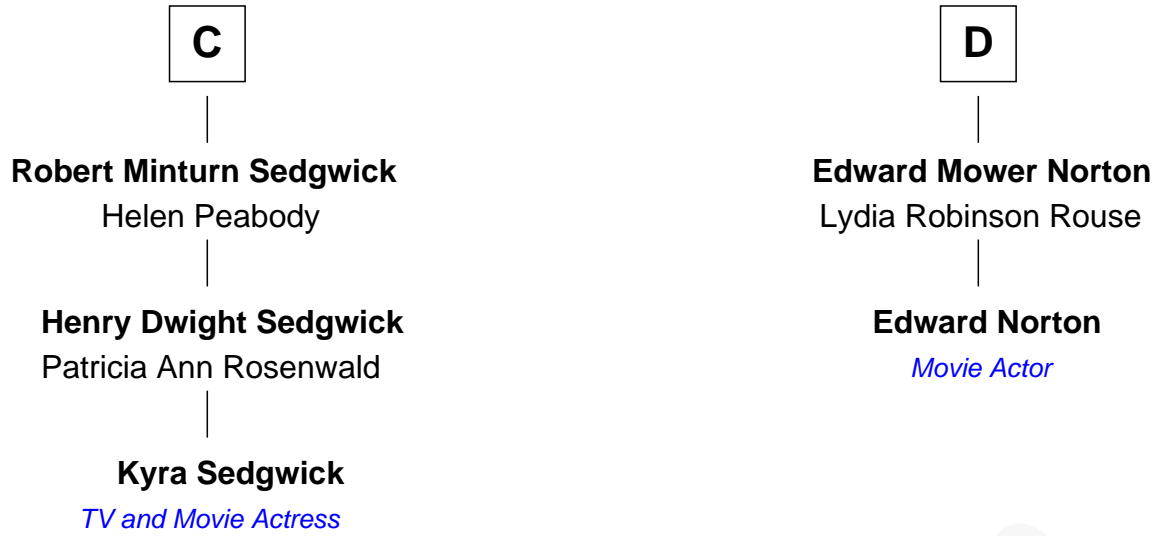 C
Robert Minturn Sedgwick
Helen Peabody
Henry Dwight Sedgwick
Patricia Ann Rosenwald
Kyra Sedgwick
TV and Movie Actress
D
Edward Mower Norton
Lydia Robinson Rouse
Edward Norton
Movie Actor